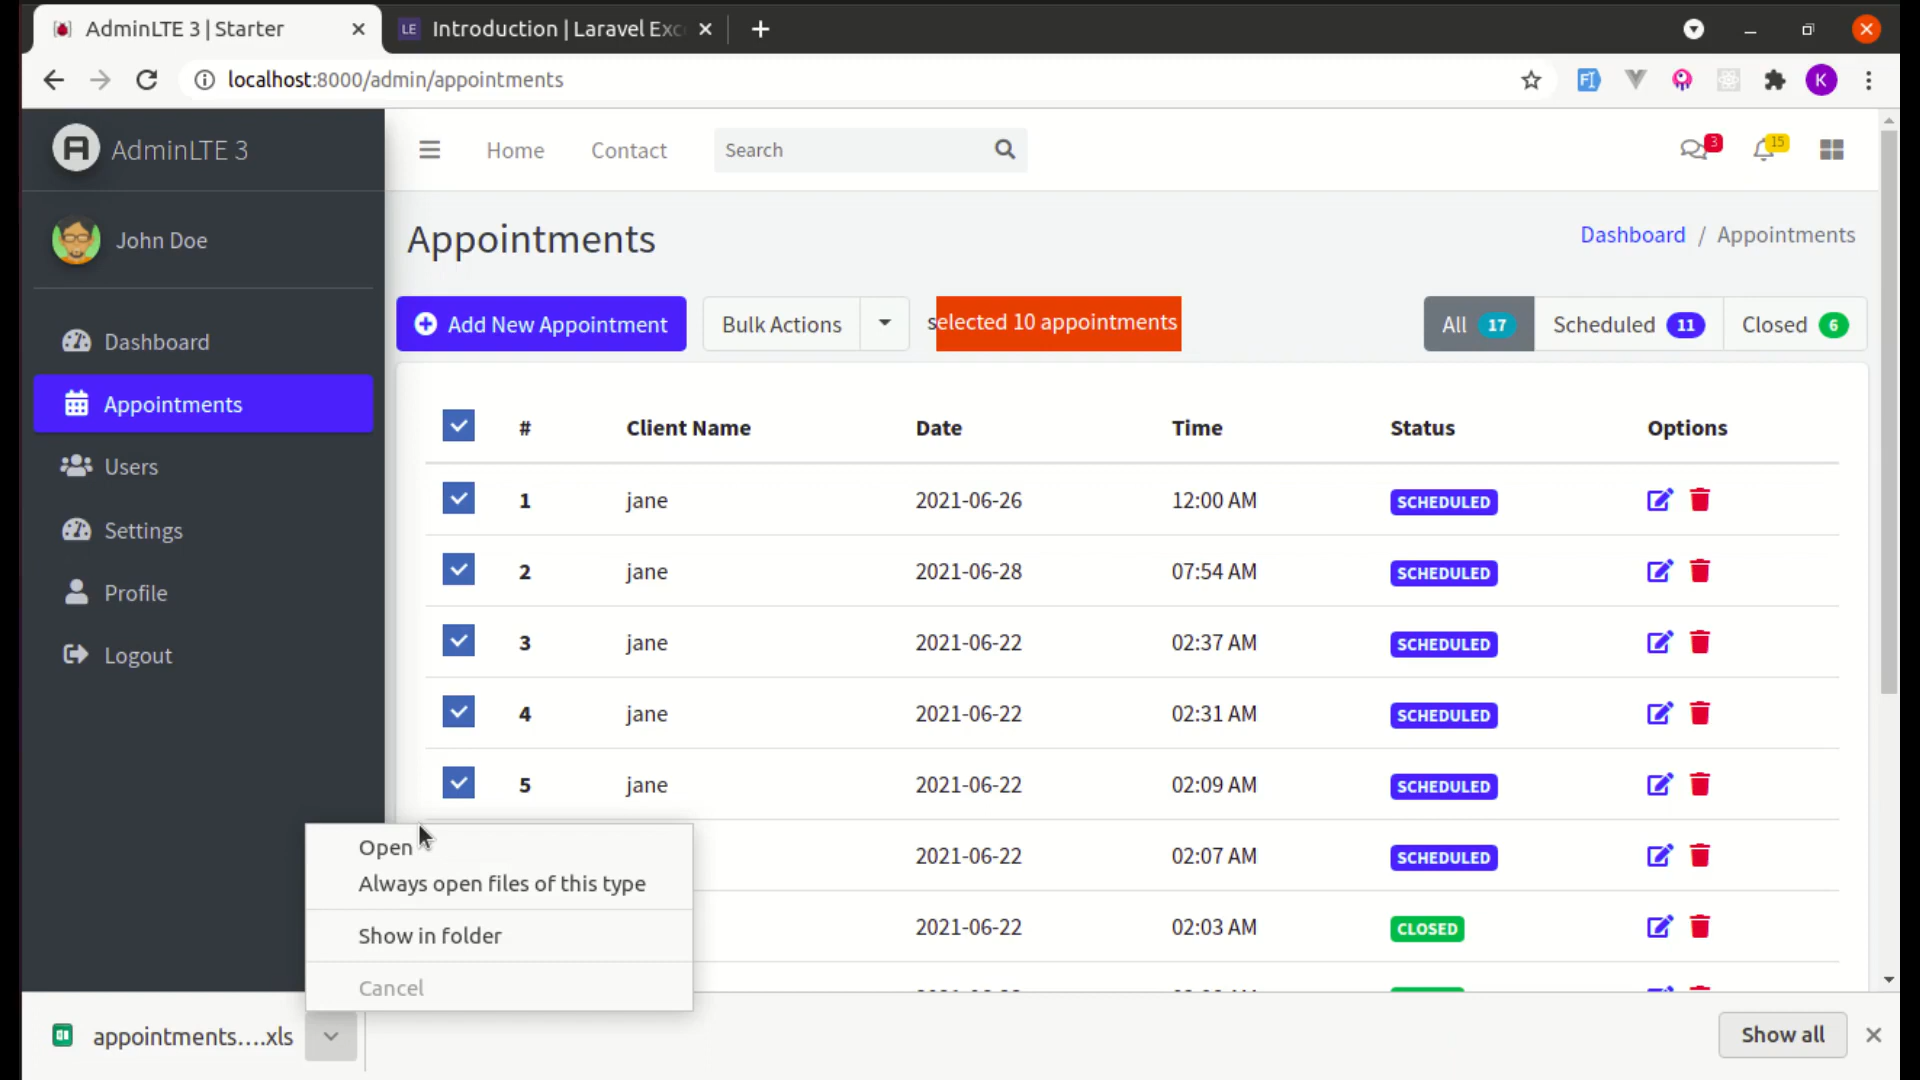 AdminLTE 3 | Starter
LE Introduction | Laravel Exc
localhost:8000/admin/appointments
K
AdminLTE 3
Home Contact Search 3 15
John Doe
Appointments
Dashboard / Appointments
Add New Appointment Bulk Actions selected 10 appointments All 17 Scheduled 11 Closed 6
Dashboard
Appointments
Users
Settings
Profile
Logout
# Client Name Date Time Status Options
1 jane 2021-06-26 12:00 AM SCHEDULED
2 jane 2021-06-28 07:54 AM SCHEDULED
3 jane 2021-06-22 02:37 AM SCHEDULED
4 jane 2021-06-22 02:31 AM SCHEDULED
5 jane 2021-06-22 02:09 AM SCHEDULED
2021-06-22 02:07 AM SCHEDULED
2021-06-22 02:03 AM CLOSED
Open
Always open files of this type
Show in folder
Cancel
appointments....xls
Show all